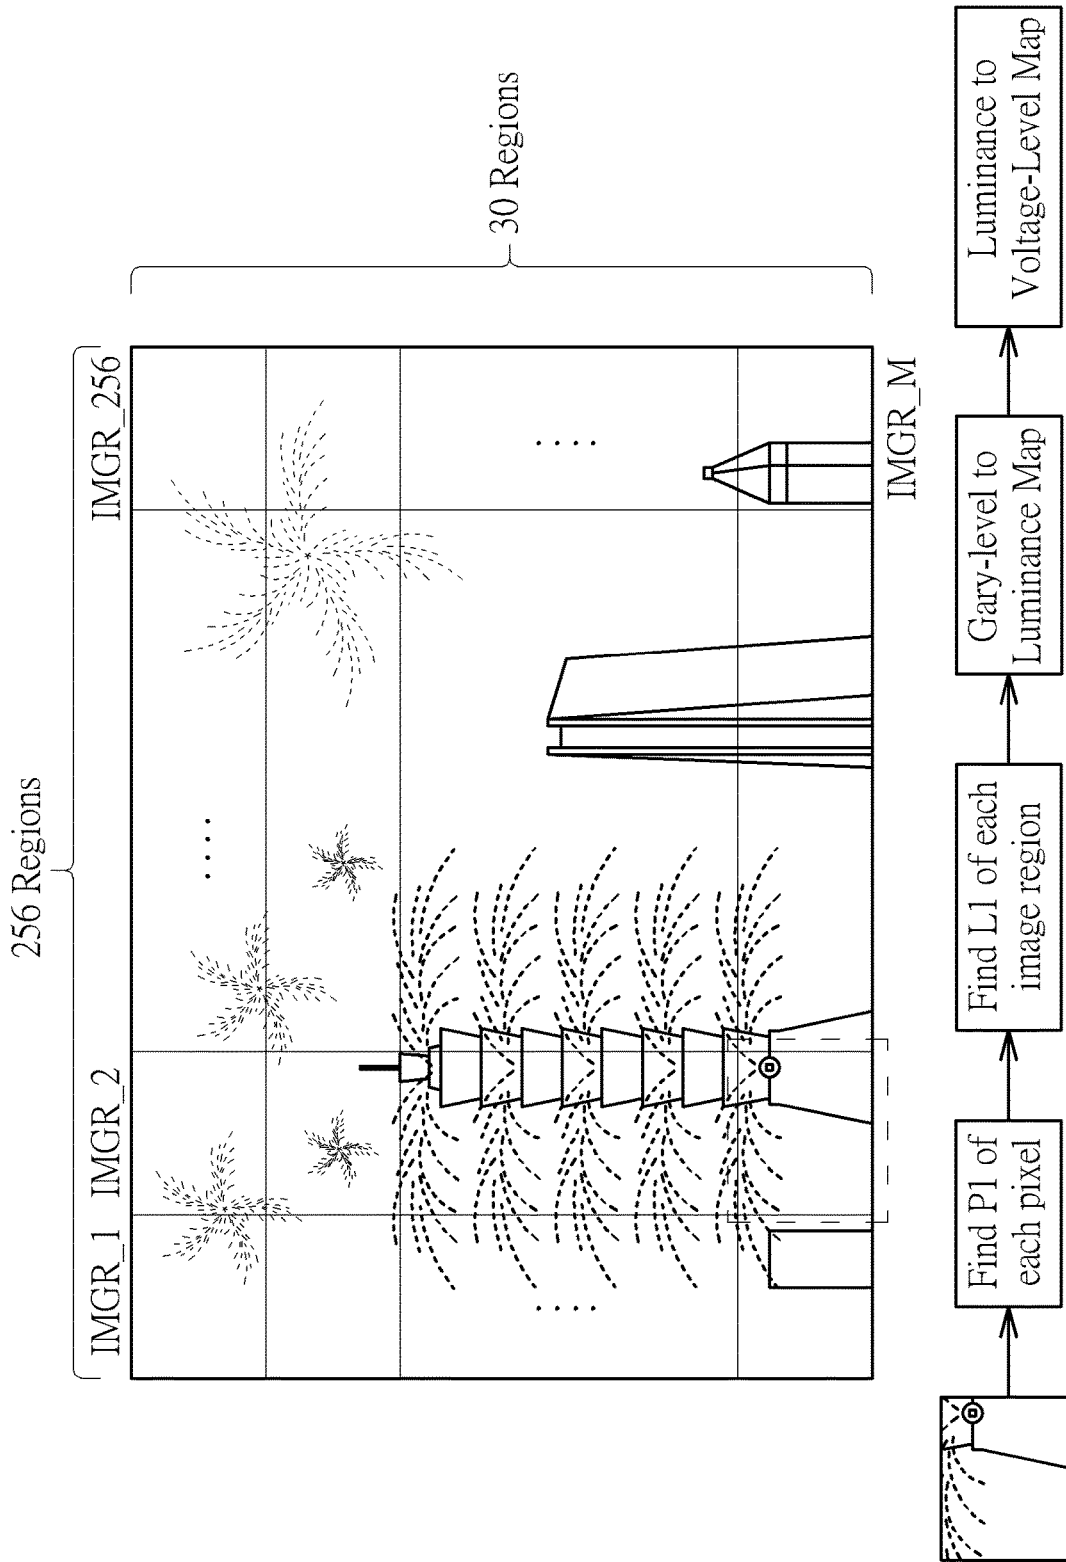 256 Regions
IMGR_1
IMGR_2
IMGR_256
30 Regions
IMGR_M
Find P1 of
each pixel
Find L1 of each
image region
Gary-level to
Luminance Map
Luminance to
Voltage-Level Map